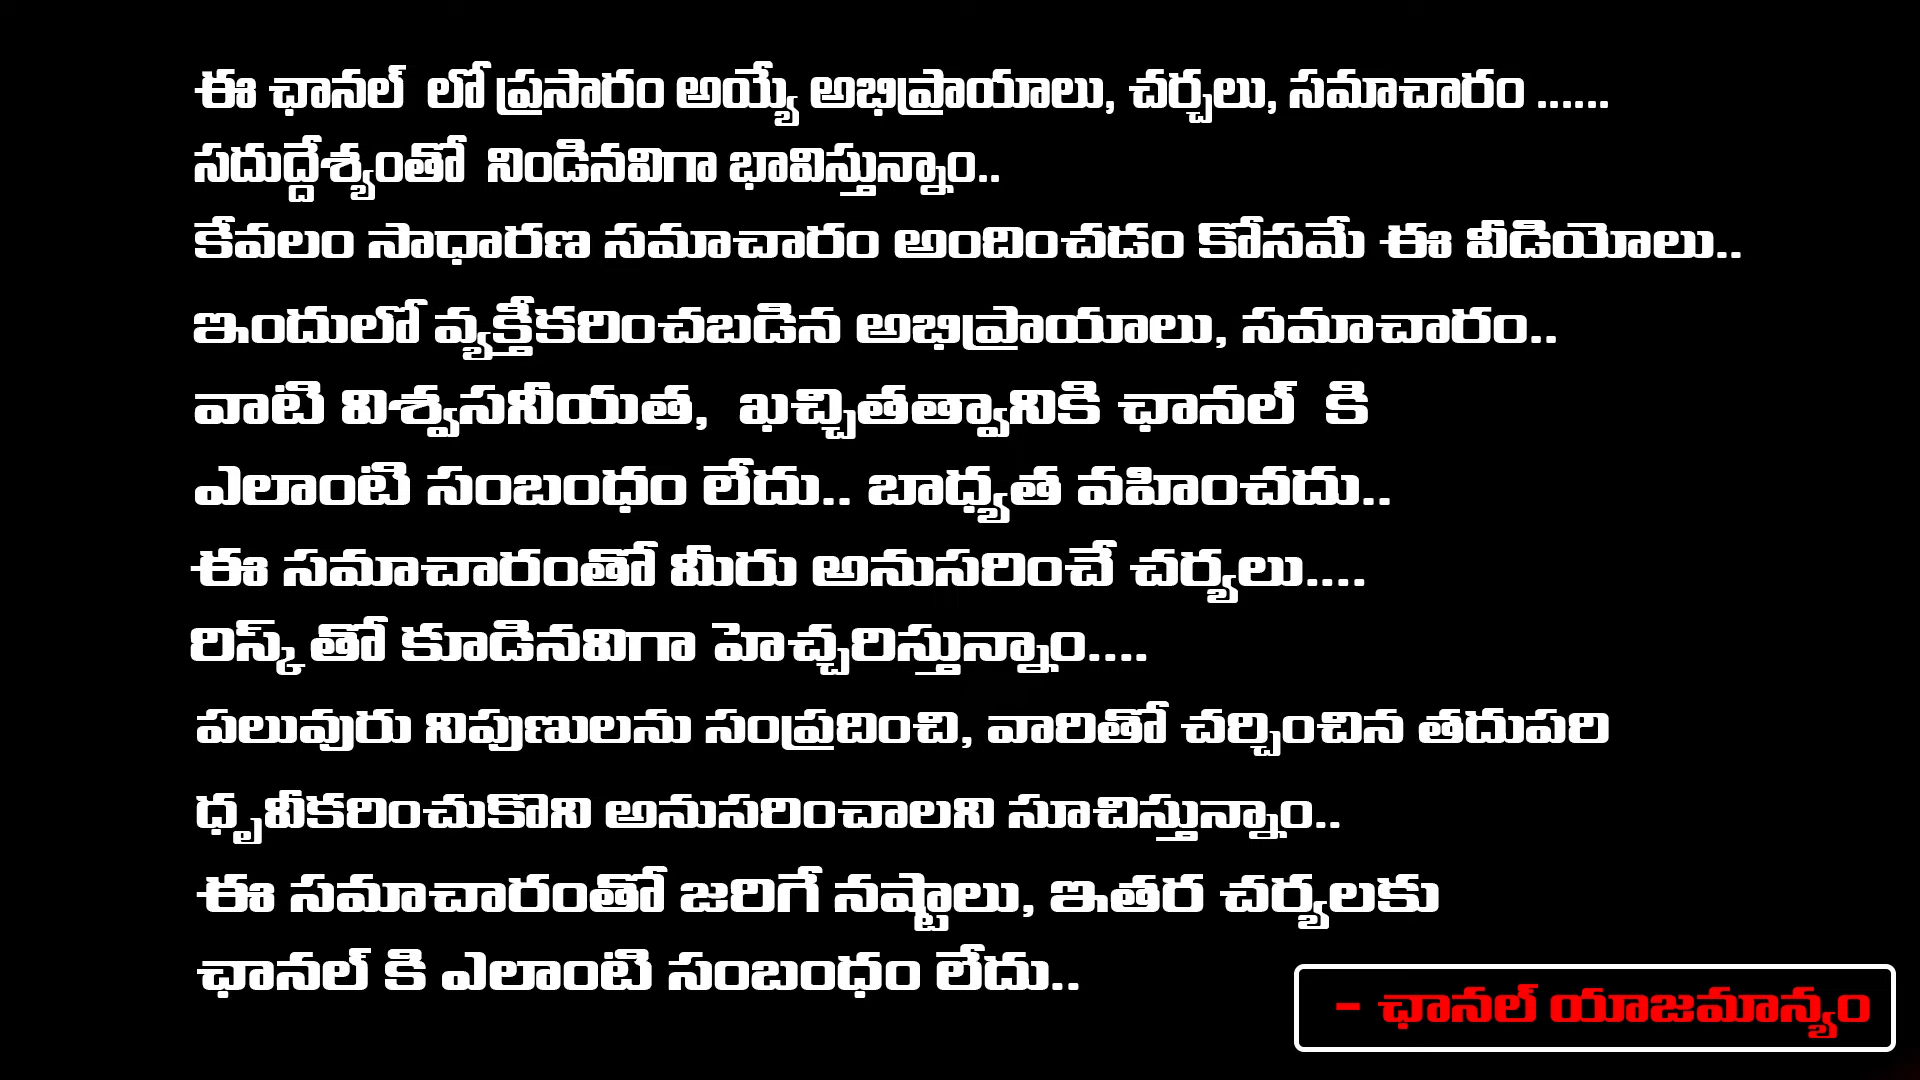 ఈ ఛానల్ లో ప్రసారం అయ్యే అభిప్రాయాలు, చర్చలు, సమాచారం ......
సదుద్దేశ్యంతో నిండినవిగా భావిస్తున్నాం..
కేవలం సాధారణ సమాచారం అందించడం కోసమే ఈ వీడియోలు..
ఇందులో వ్యక్తీకరించబడిన అభిప్రాయాలు, సమాచారం..
వాటి విశ్వసనీయత, ఖచ్చితత్వానికి ఛానల్ కి
ఎలాంటి సంబంధం లేదు.. బాధ్యత వహించదు..
ఈ సమాచారంతో మీరు అనుసరించే చర్యలు....
రిస్క్ తో కూడినవిగా హెచ్చరిస్తున్నాం....
పలువురు నిపుణులను సంప్రదించి, వారితో చర్చించిన తదుపరి
ధృవీకరించుకొని అనుసరించాలని సూచిస్తున్నాం..
ఈ సమాచారంతో జరిగే నష్టాలు, ఇతర చర్యలకు
ఛానల్ కి ఎలాంటి సంబంధం లేదు..
- ఛానల్ యాజమాన్యం